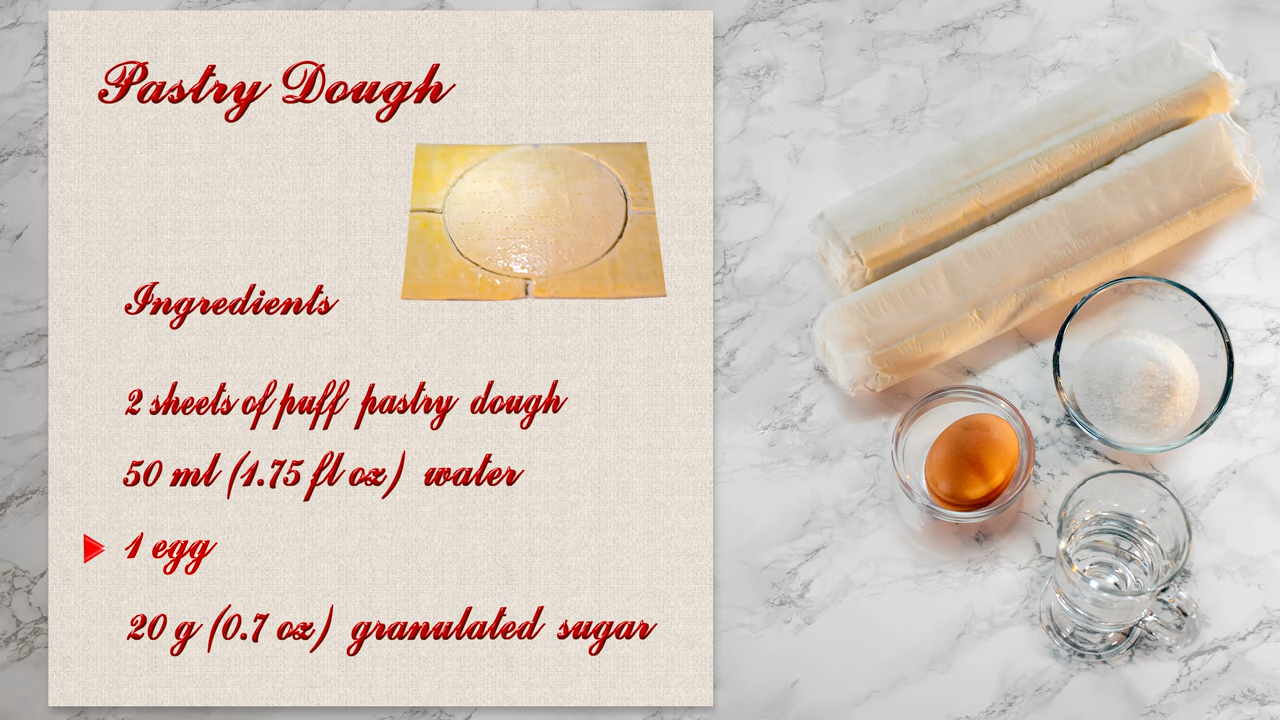 Pastry Dough
Ingredients
2 sheets of puff pastry dough
50 ml (1.75 fl oz) water
1 egg
20 g (0.7 oz) granulated sugar